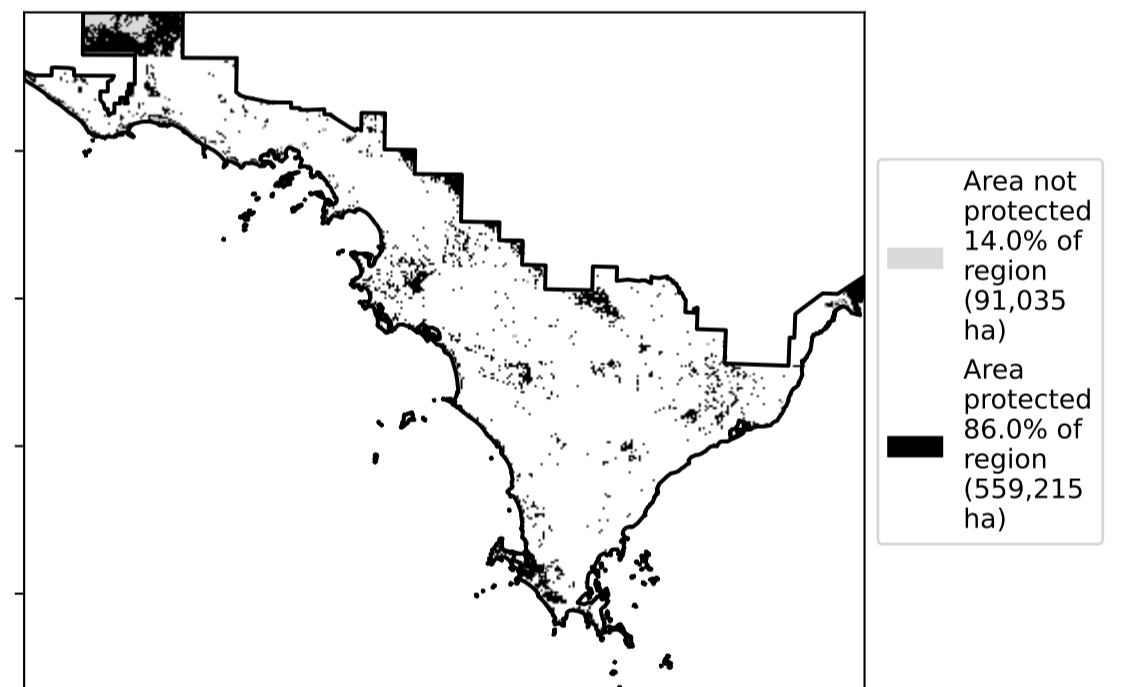 Area not
protected
14.0% of
region
(91,035
ha)
Area
protected
86.0% of
region
(559,215
ha)